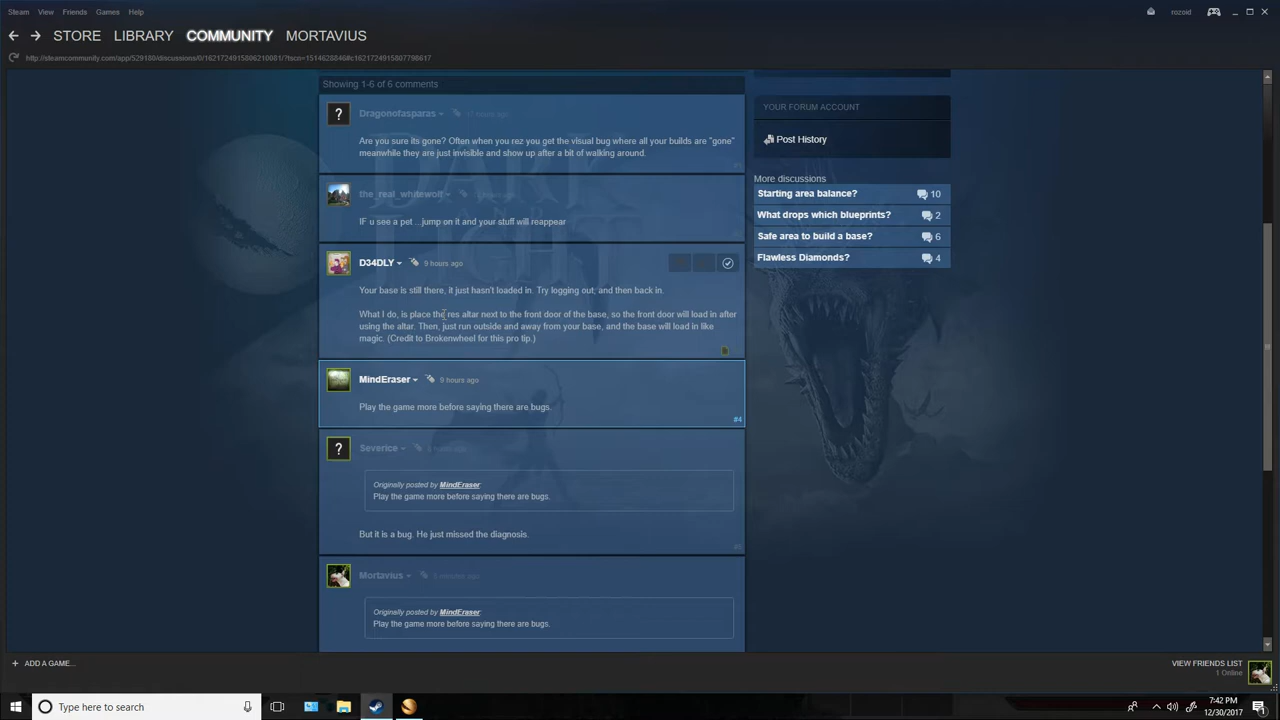 Steam View Friends Games Help
rozoid
STORE LIBRARY COMMUNITY MORTAVIUS
Showing 1-6 of 6 comments
Dragonofasparas 17 hours ago
Are you sure its gone? Often when you rez you get the visual bug where all your builds are "gone"
meanwhile they are just invisible and show up after a bit of walking around.
the_real_whitewolf
IF u see a pet ...jump on it and your stuff will reappear
D34DLY 9 hours ago
Your base is still there, it just hasn't loaded in. Try logging out, and then back in.
What I do, is place the res altar next to the front door of the base, so the front door will load in after
using the altar. Then, just run outside and away from your base, and the base will load in like
magic. (Credit to Brokenwheel for this pro tip.)
MindEraser 9 hours ago
Play the game more before saying there are bugs.
#4
Severice
Originally posted by MindEraser:
Play the game more before saying there are bugs.
But it is a bug. He just missed the diagnosis.
Mortavius
Originally posted by MindEraser:
Play the game more before saying there are bugs.
YOUR FORUM ACCOUNT
Post History
More discussions
Starting area balance? 10
What drops which blueprints? 2
Safe area to build a base? 6
Flawless Diamonds? 4
DARK
LIGHT
+ ADD A GAME...
VIEW FRIENDS LIST
1 Online
Type here to search
7:42 PM
12/30/2017